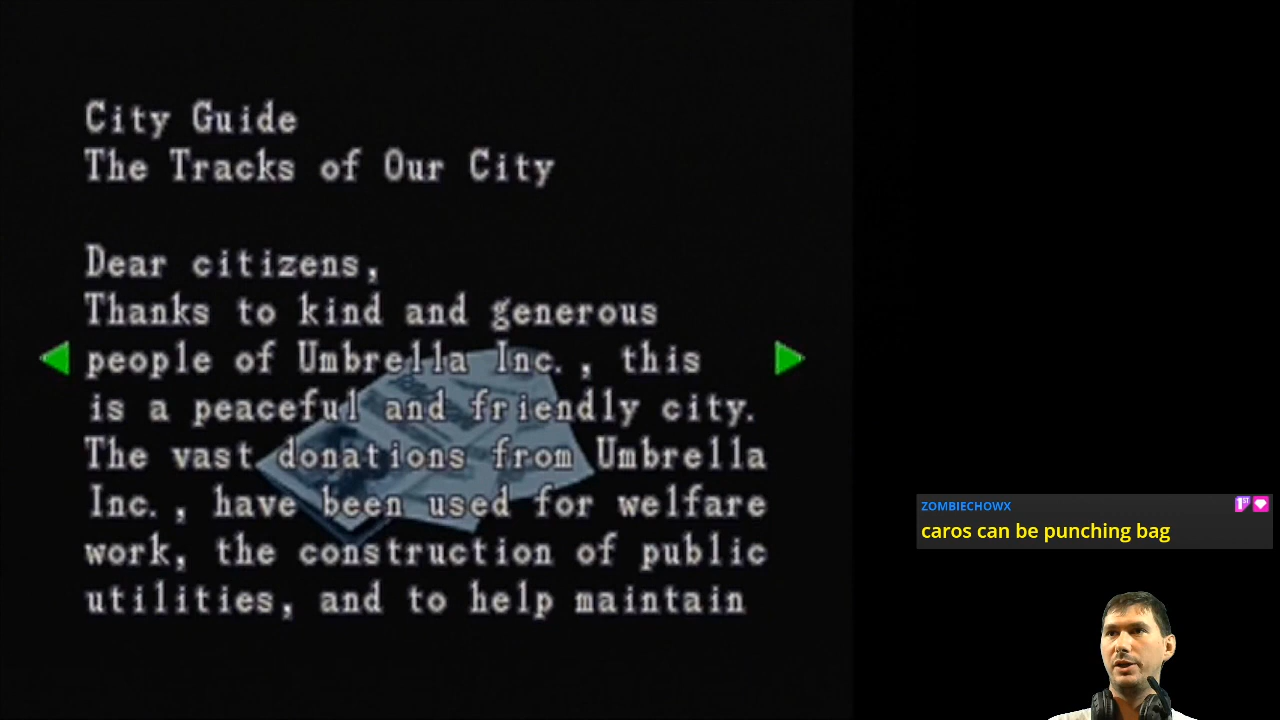 City Guide
The Tracks of Our City
Dear citizens,
Thanks to kind and generous
people of Umbrella Inc., this
is a peaceful and friendly city.
The vast donations from Umbrella
Inc., have been used for welfare
work, the construction of public
utilities, and to help maintain
ZOMBIECHOWX
caros can be punching bag